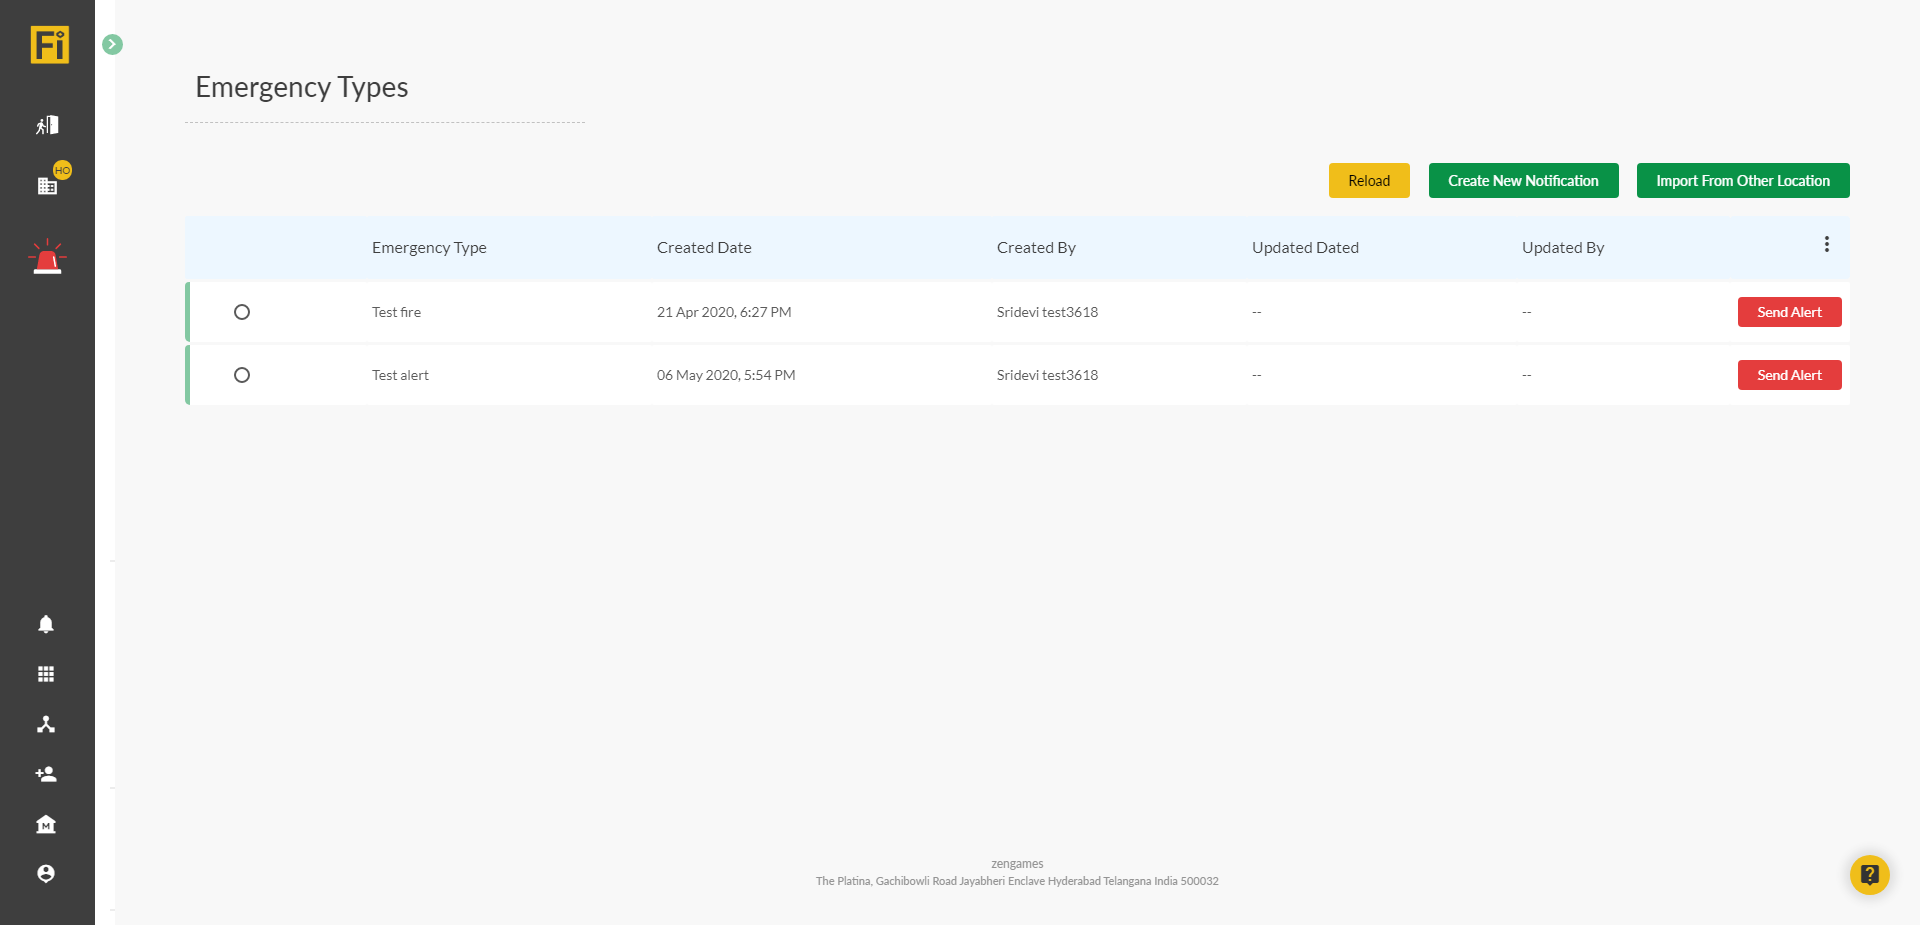 Fi
HO
Emergency Types
Reload Create New Notification Import From Other Location
Emergency Type Created Date Created By Updated Dated Updated By
Test fire 21 Apr 2020, 6:27 PM Sridevi test3618 -- -- Send Alert
Test alert 06 May 2020, 5:54 PM Sridevi test3618 -- -- Send Alert
M
zengames
The Platina, Gachibowli Road Jayabheri Enclave Hyderabad Telangana India 500032
?